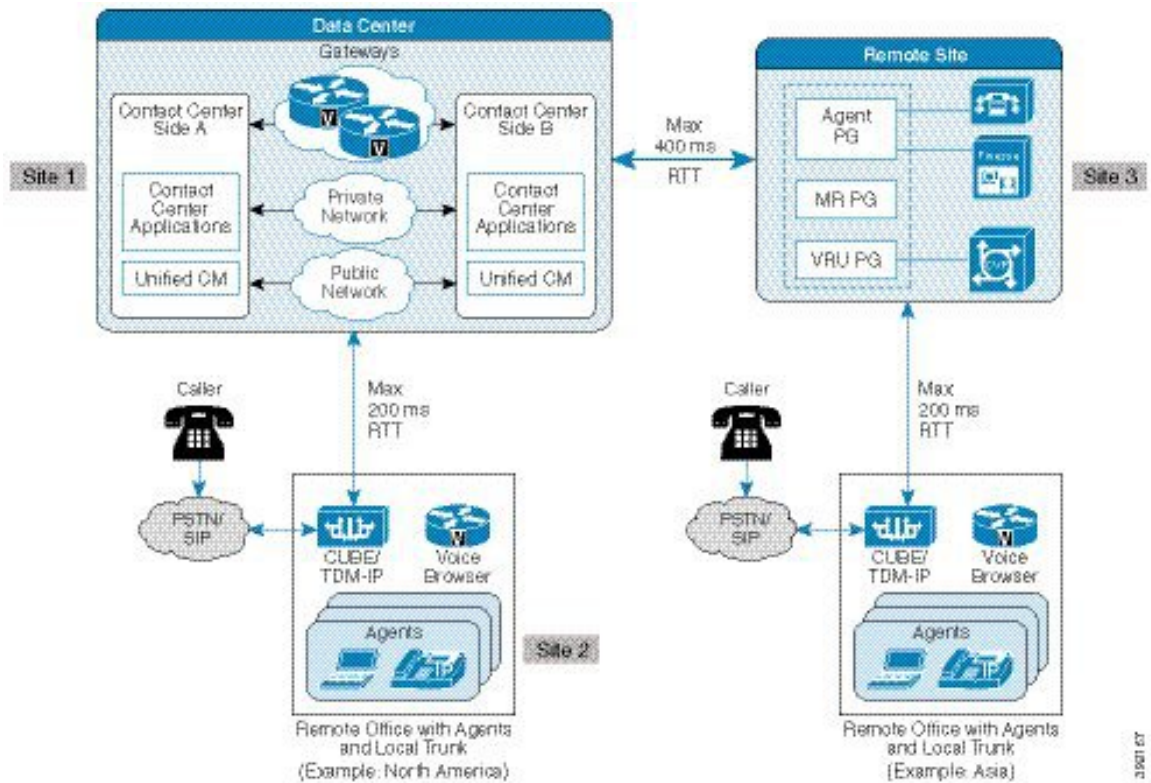 Data Center
Gateways
Contact Center
Side A
V
V
Contact Center
Side B
Contact
Center
Applications
Private
Network
Contact
Center
Applications
Unified CM
Public
Network
Unified CM
Site 1
Max
400 ms
RTT
Remote Site
Agent
PG
Finesse
MR PG
VRU PG
CVP
Site 3
Caller
Max
200 ms
RTT
PSTN/
SIP
CUBE/
TDM-IP
Voice
Browser
Agents
IP
Site 2
Remote Office with Agents
and Local Trunk
(Example: North America)
Caller
Max
200 ms
RTT
PSTN/
SIP
CUBE/
TDM-IP
Voice
Browser
Agents
IP
Remote Office with Agents
and Local Trunk
(Example: Asia)